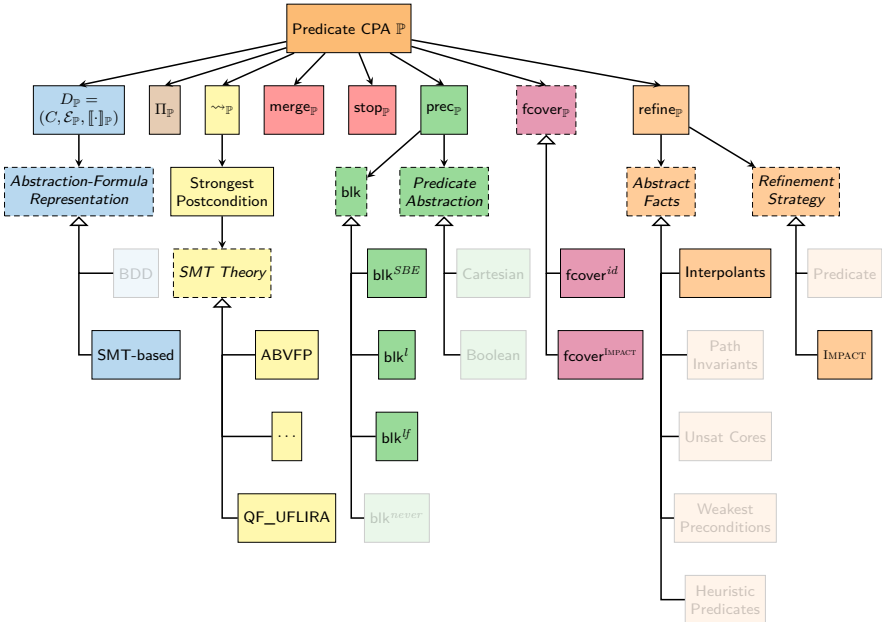 Predicate CPA ℙ
D_ℙ =
(C, ℰ_ℙ, ⟦·⟧_ℙ)
Π_ℙ
⇝_ℙ
merge_ℙ
stop_ℙ
prec_ℙ
fcover_ℙ
refine_ℙ
Abstraction-Formula
Representation
Strongest
Postcondition
blk
Predicate
Abstraction
Abstract
Facts
Refinement
Strategy
BDD
SMT Theory
blk^SBE
Cartesian
fcover^id
Interpolants
Predicate
SMT-based
ABVFP
blk^l
Boolean
fcover^IMPACT
Path
Invariants
IMPACT
...
blk^lf
Unsat Cores
QF_UFLIRA
blk^never
Weakest
Preconditions
Heuristic
Predicates